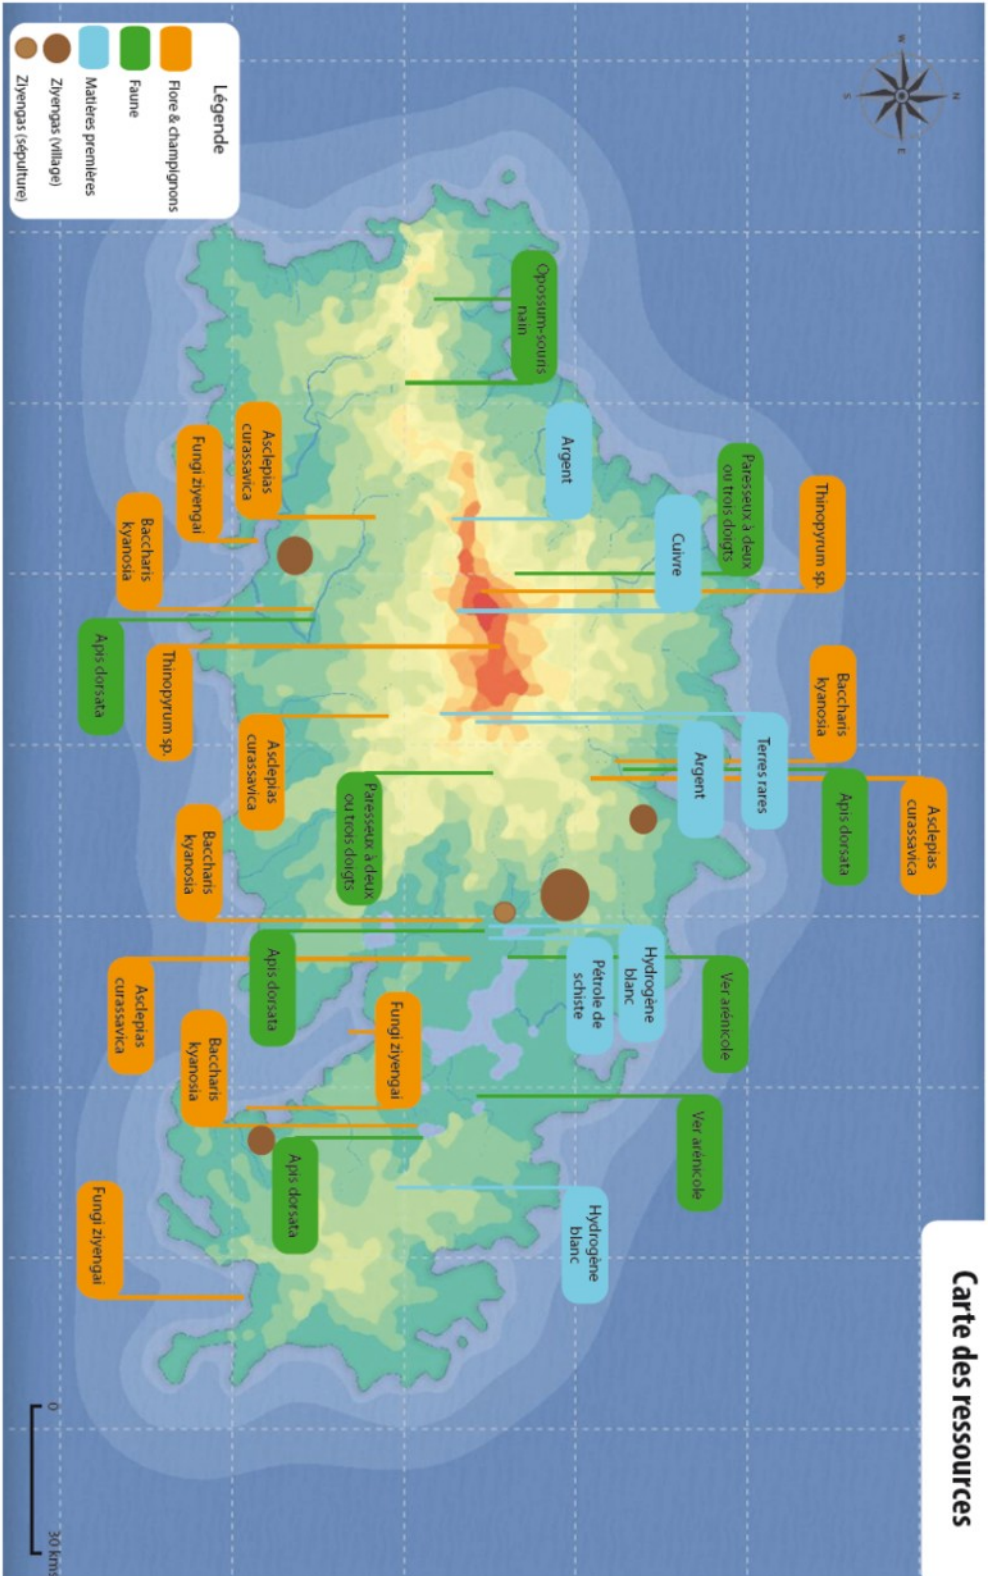 Carte des ressources
N
W
E
S
Asclepias
curassavica
Thinopyrum sp.
Baccharis
kyanosia
Apis dorsata
Paresseux à deux
ou trois doigts
Terres rares
Ver arénicole
Cuivre
Argent
Ver arénicole
Hydrogène
blanc
Argent
Pétrole de
schiste
Hydrogène
blanc
Opossum-souris
nain
Fungi ziyengai
Paresseux à deux
ou trois doigts
Asclepias
curassavica
Asclepias
curassavica
Apis dorsata
Apis dorsata
Fungi ziyengai
Baccharis
kyanosia
Baccharis
kyanosia
Thinopyrum sp.
Baccharis
kyanosia
Asclepias
curassavica
Apis dorsata
Fungi ziyengai
Légende
Flore & champignons
Faune
Matières premières
Ziyengas (village)
Ziyengas (sépulture)
0
30 kms